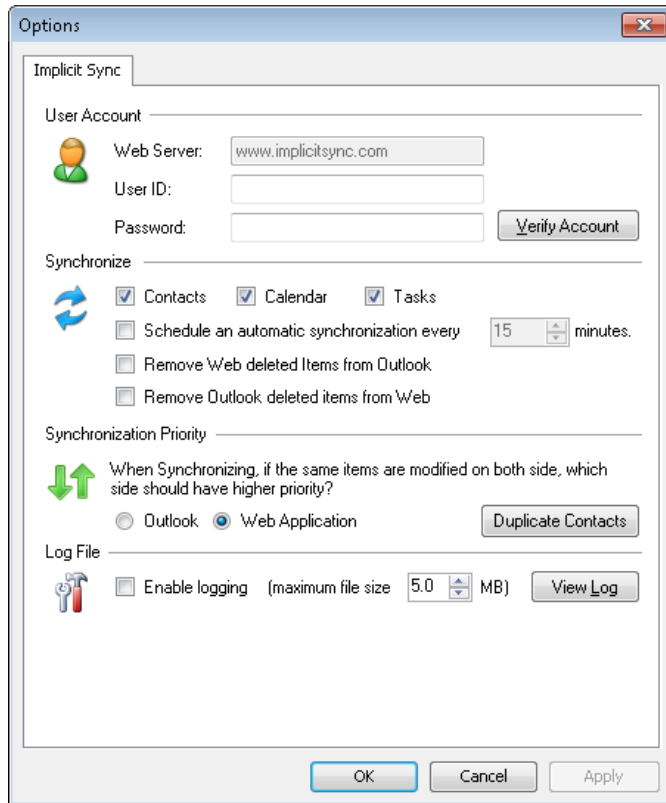 Options
Implicit Sync
User Account
Web Server: www.implicitsync.com
User ID:
Password: Verify Account
Synchronize
Contacts Calendar Tasks
Schedule an automatic synchronization every 15 minutes.
Remove Web deleted Items from Outlook
Remove Outlook deleted items from Web
Synchronization Priority
When Synchronizing, if the same items are modified on both side, which
side should have higher priority?
Outlook Web Application Duplicate Contacts
Log File
Enable logging (maximum file size 5.0 MB) View Log
OK Cancel Apply